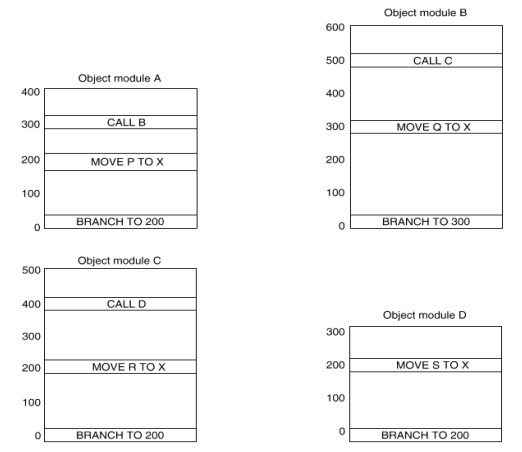 Object module B
600
500
CALL C
400
300
MOVE Q TO X
200
100
0
BRANCH TO 300
Object module A
400
300
CALL B
200
MOVE P TO X
100
0
BRANCH TO 200
Object module C
500
400
CALL D
300
200
MOVE R TO X
100
0
BRANCH TO 200
Object module D
300
200
MOVE S TO X
100
0
BRANCH TO 200